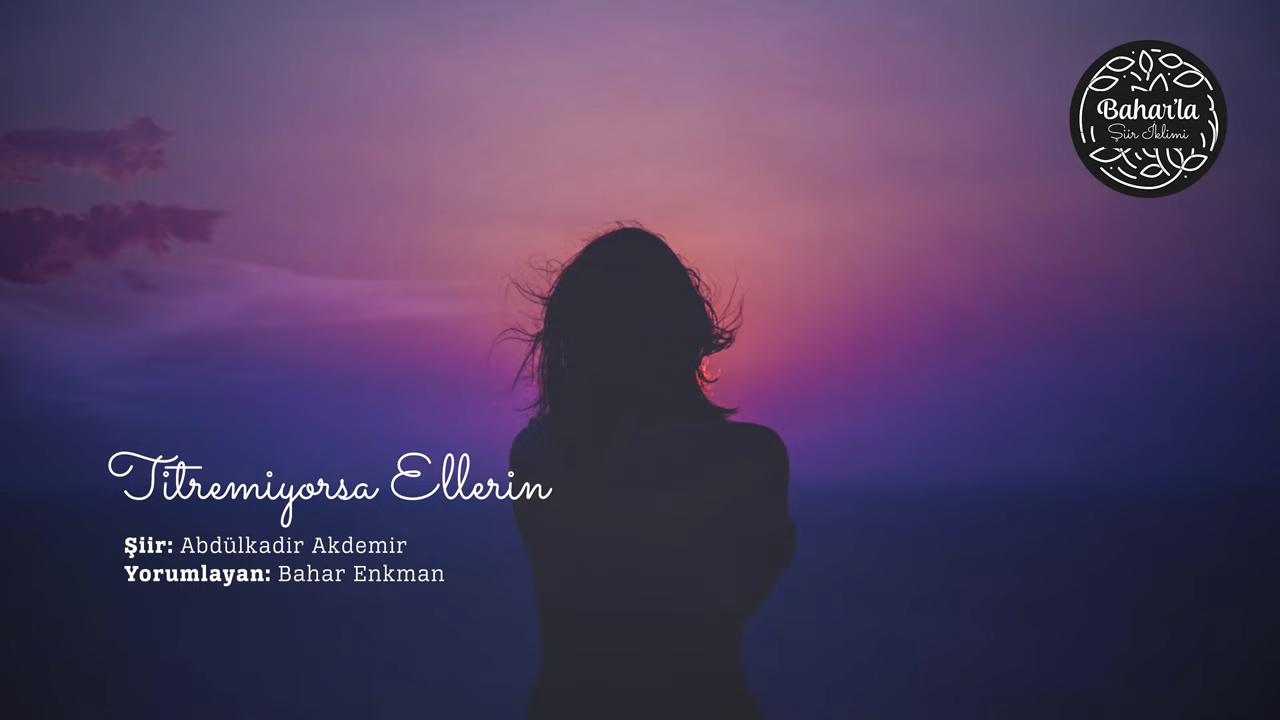 Bahar'la
Şiir İklimi
Titremiyorsa Ellerin
Şiir: Abdülkadir Akdemir
Yorumlayan: Bahar Enkman